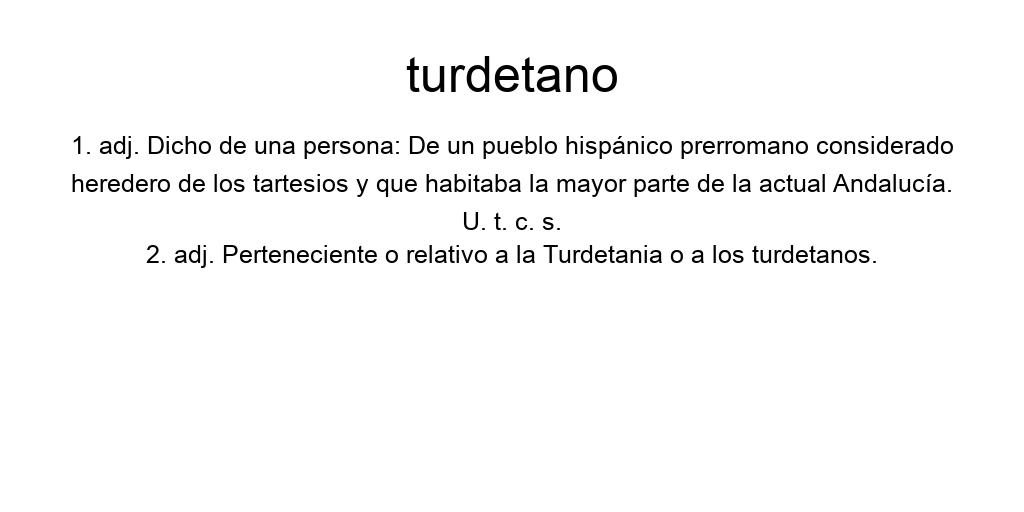 turdetano
1. adj. Dicho de una persona: De un pueblo hispánico prerromano considerado
heredero de los tartesios y que habitaba la mayor parte de la actual Andalucía.
U. t. c. s.
2. adj. Perteneciente o relativo a la Turdetania o a los turdetanos.